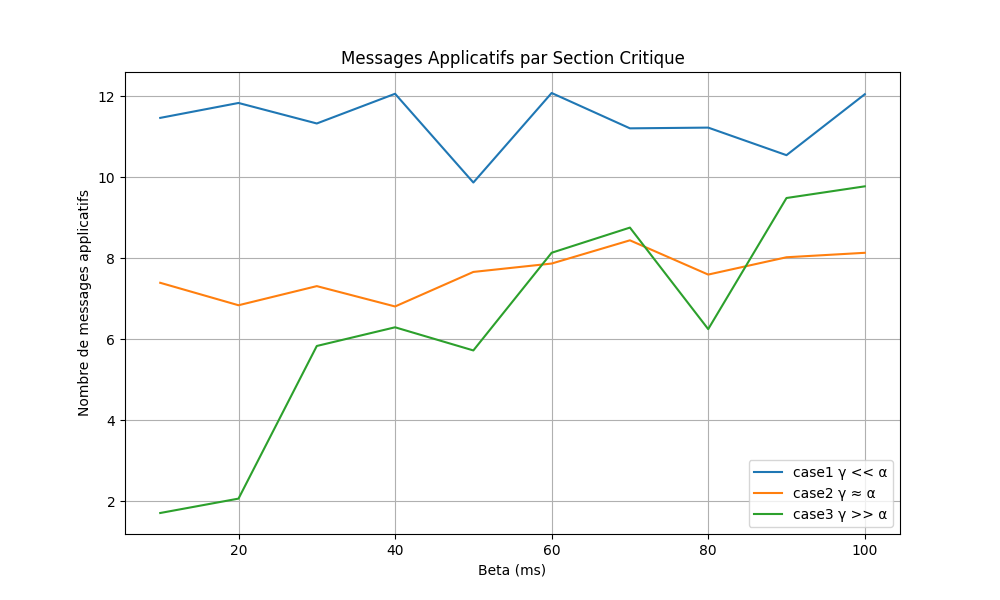 Messages Applicatifs par Section Critique
Nombre de messages applicatifs
12
10
8
6
4
2
20
40
60
80
100
Beta (ms)
case1 γ << α
case2 γ ≈ α
case3 γ >> α